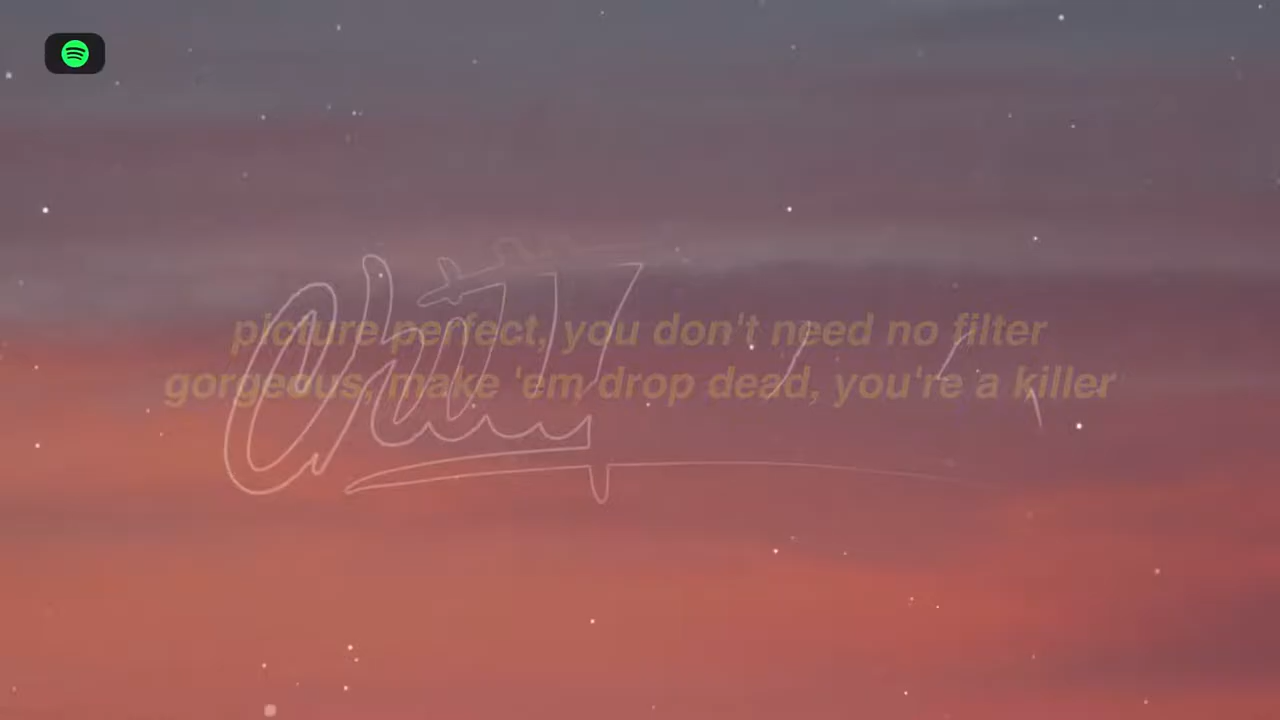 picture perfect, you don't need no filter
gorgeous, make 'em drop dead, you're a killer